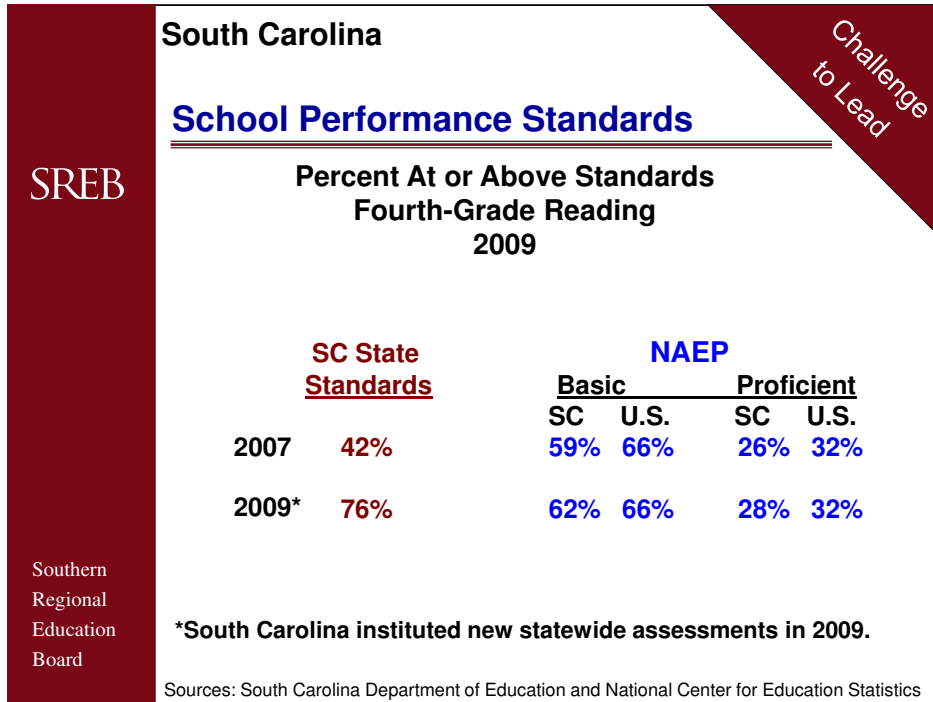 South Carolina
Challenge
to Lead
School Performance Standards
SREB
Percent At or Above Standards
Fourth-Grade Reading
2009
SC State NAEP
Standards Basic Proficient
SC U.S. SC U.S.
2007 42% 59% 66% 26% 32%
2009* 76% 62% 66% 28% 32%
Southern
Regional
Education
Board
*South Carolina instituted new statewide assessments in 2009.
Sources: South Carolina Department of Education and National Center for Education Statistics